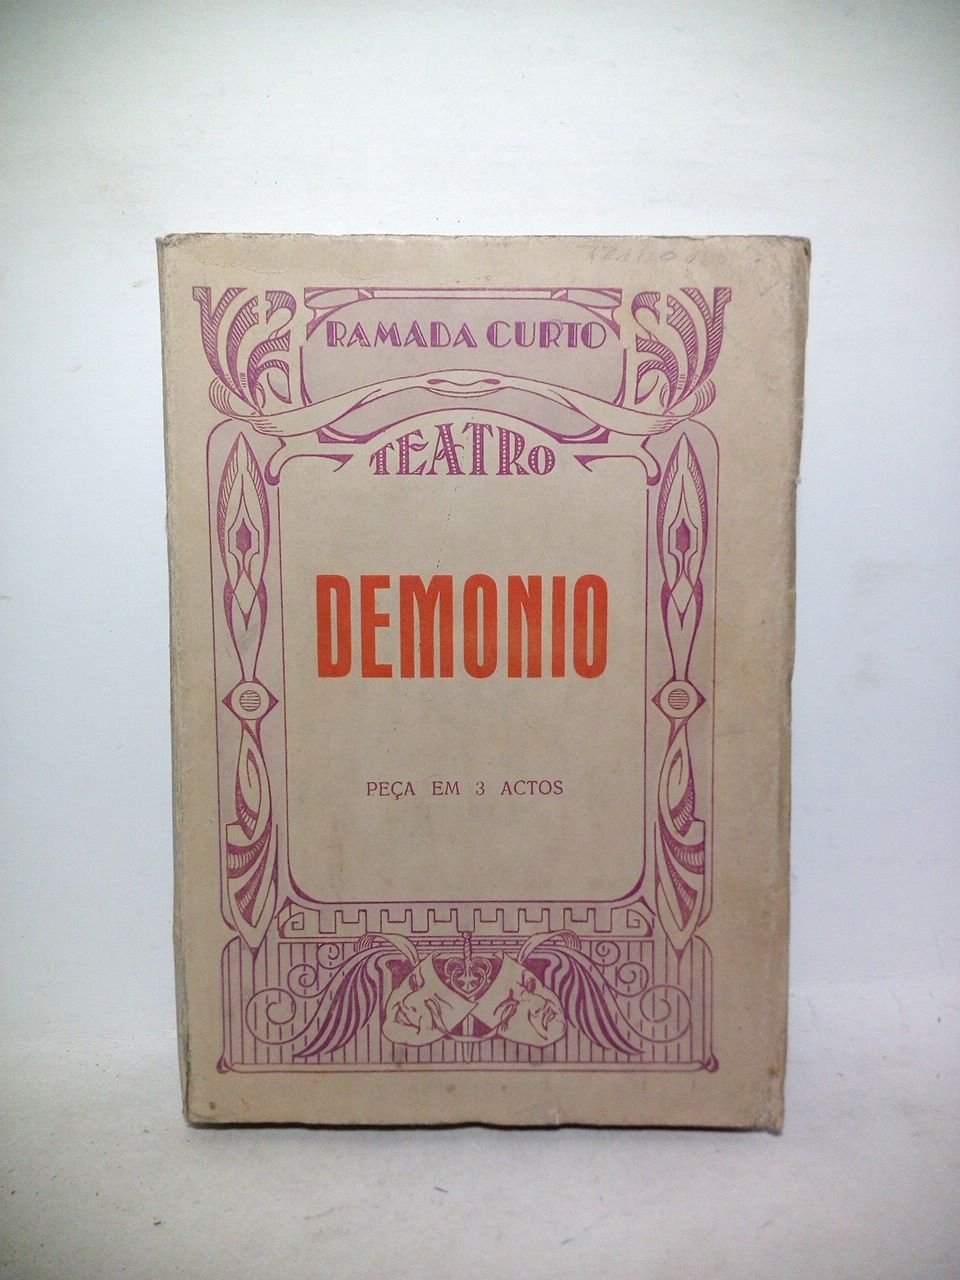 RAMADA CURTO
TEATRO
DEMONIO
PEÇA EM 3 ACTOS